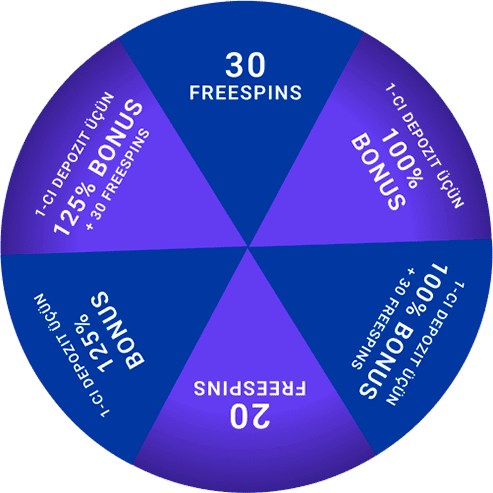 30
FREESPINS
1-CI DEPOZIT ÜÇÜN
100%
BONUS
1-CI DEPOZIT ÜÇÜN
100% BONUS
+ 30 FREESPINS
20
FREESPINS
1-CI DEPOZIT ÜÇÜN
125%
BONUS
1-CI DEPOZIT ÜÇÜN
125% BONUS
+ 30 FREESPINS